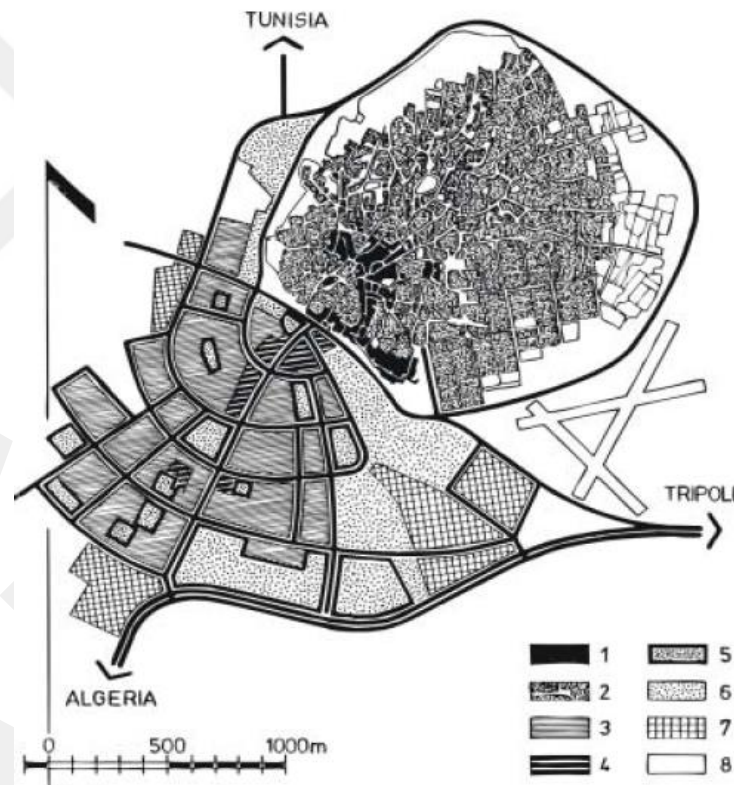 TUNISIA
TRIPOLI
ALGERIA
0 500 1000m
1 5
2 6
3 7
4 8